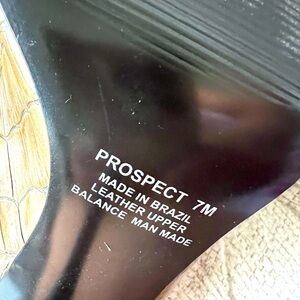 PROSPECT 7M
MADE IN BRAZIL
LEATHER UPPER
BALANCE MAN MADE